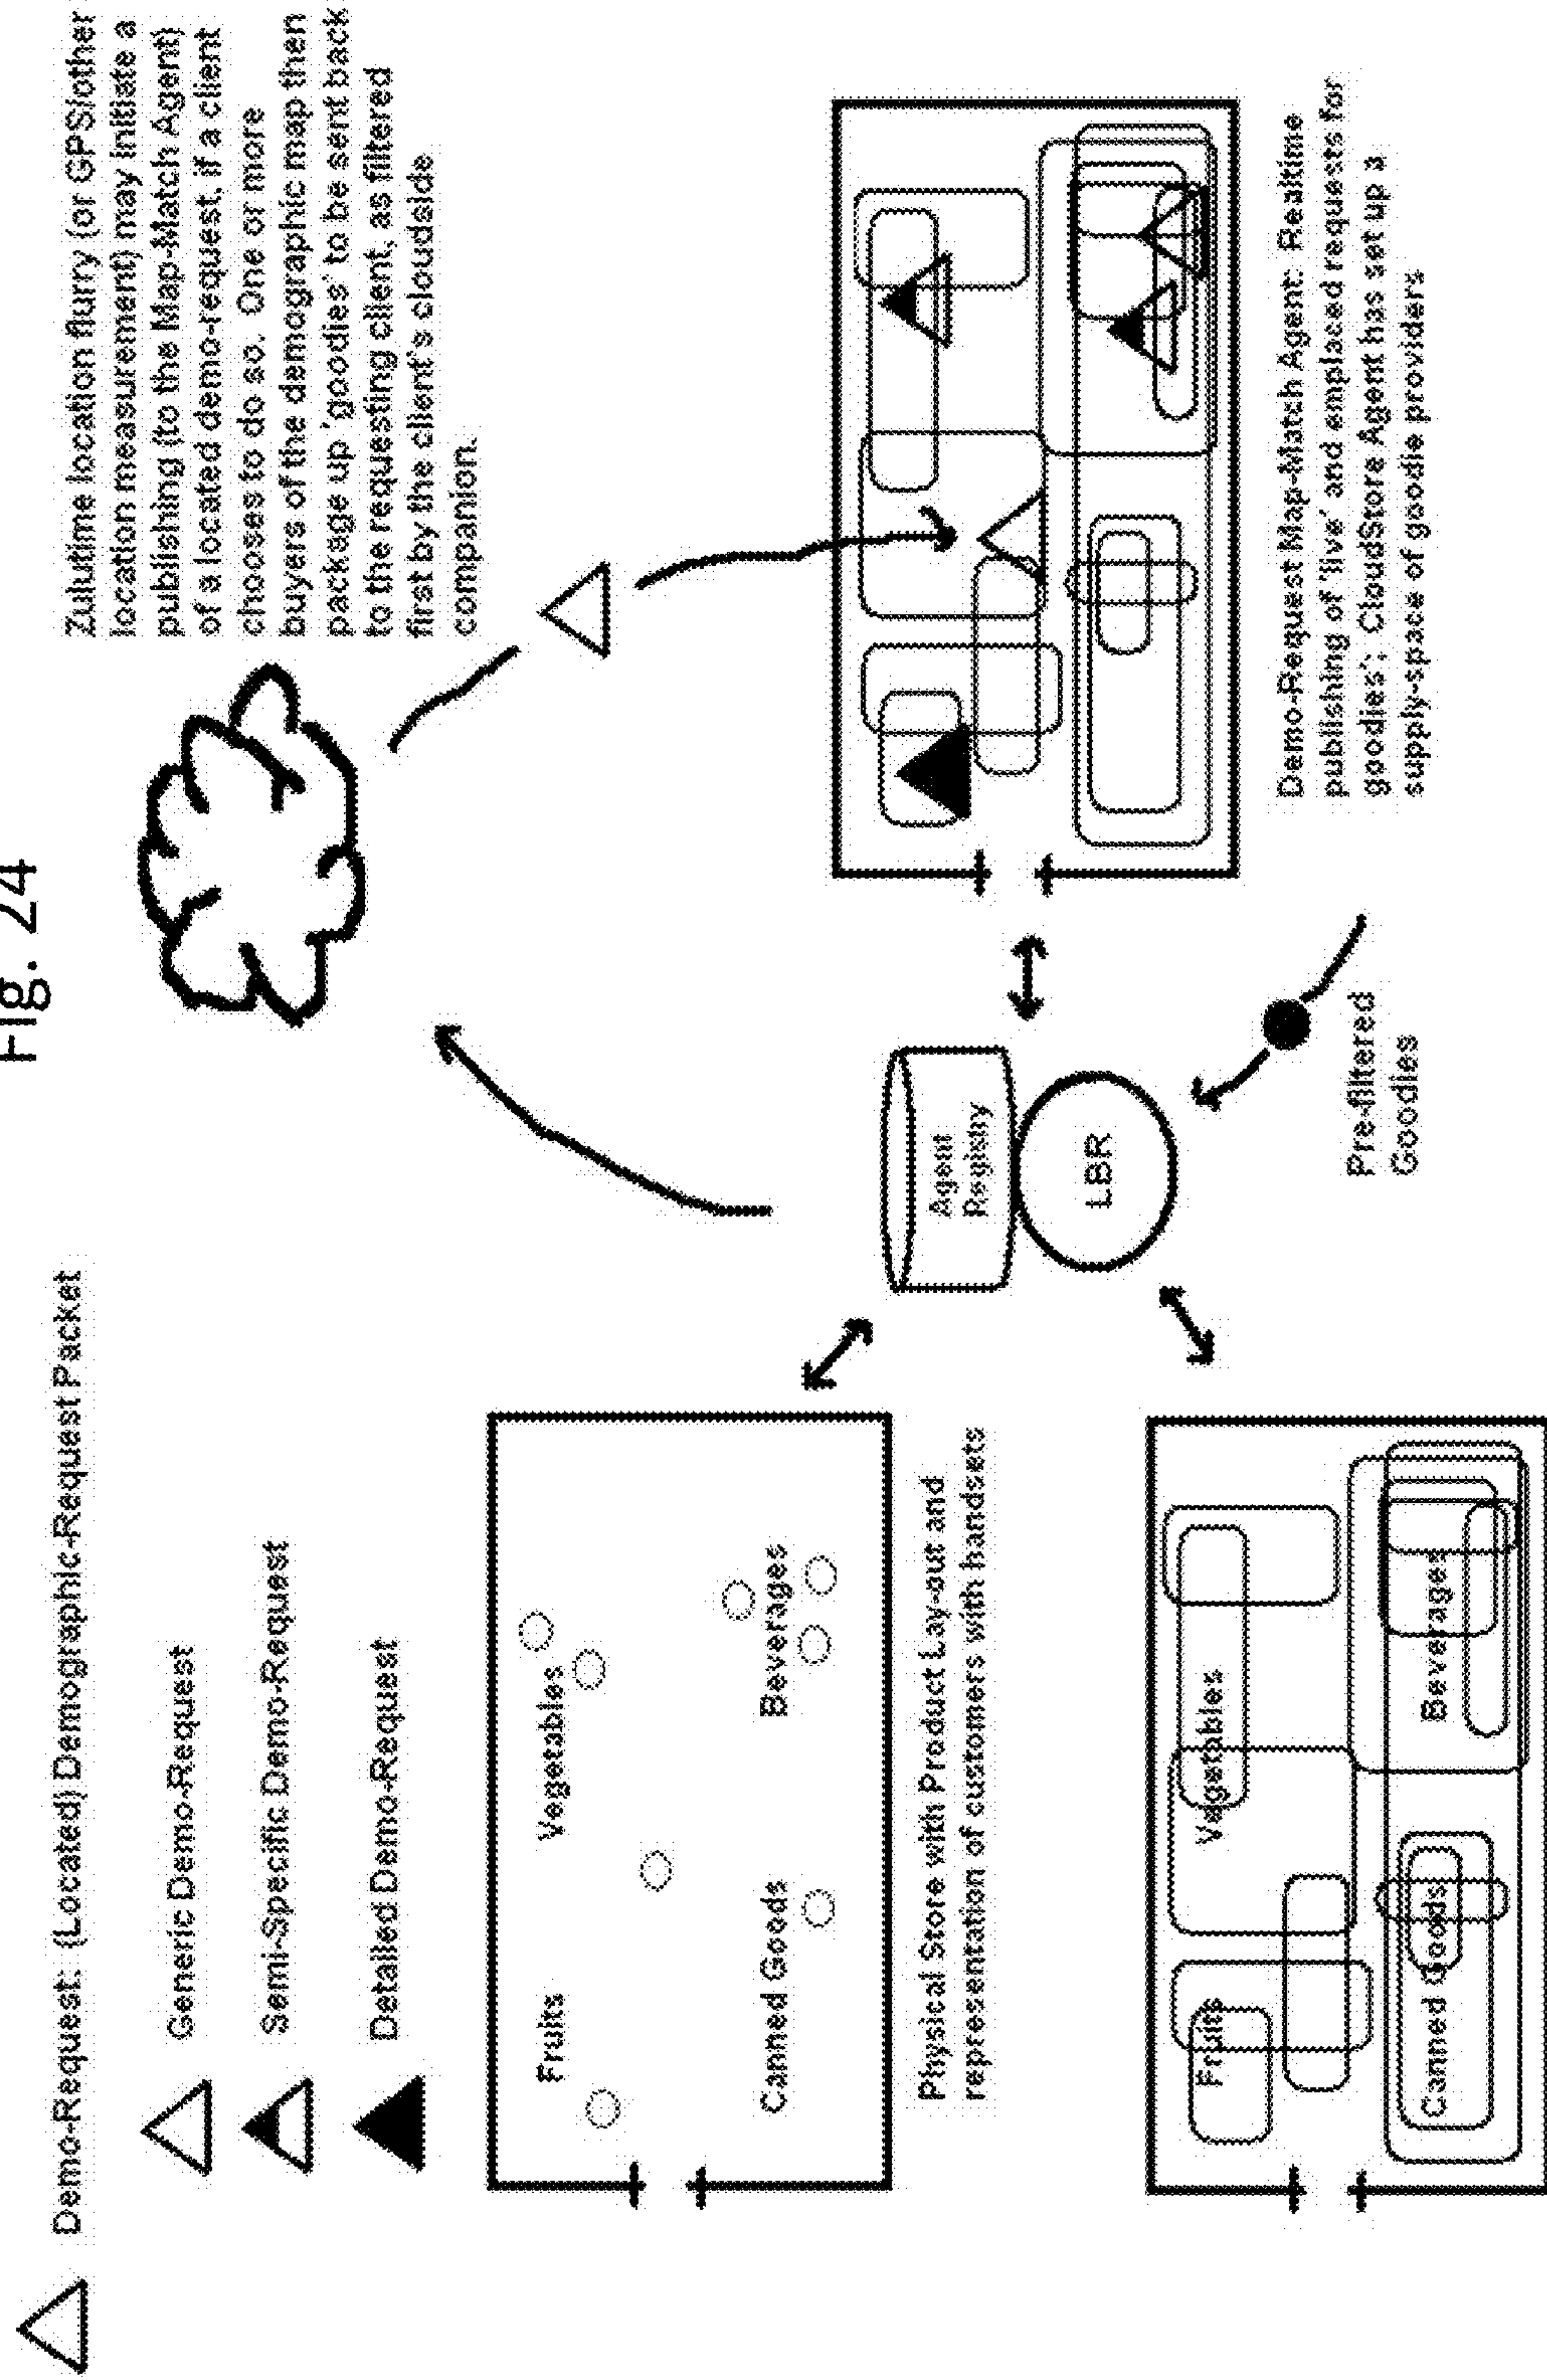 Fig. 24
Demo-Request: (Located) Demographic-Request Packet
Generic Demo-Request
Semi-Specific Demo-Request
Detailed Demo-Request
Zulutime location flurry (or GPS/other
location measurement) may initiate a
publishing (to the Map-Match Agent)
of a located demo-request, if a client
chooses to do so. One or more
buyers of the demographic map then
package up 'goodies' to be sent back
to the requesting client, as filtered
first by the client's cloudside
companion.
Fruits
Vegetables
Canned Goods
Beverages
Physical Store with Product Lay-out and
representation of customers with handsets
Agent
Registry
LBR
Fruits
Vegetables
Canned Goods
Beverages
Pre-filtered
Goodies
Demo-Request Map-Match Agent: Realtime
publishing of 'live' and emplaced requests for
goodies'; CloudStore Agent has set up a
supply-space of goodie providers